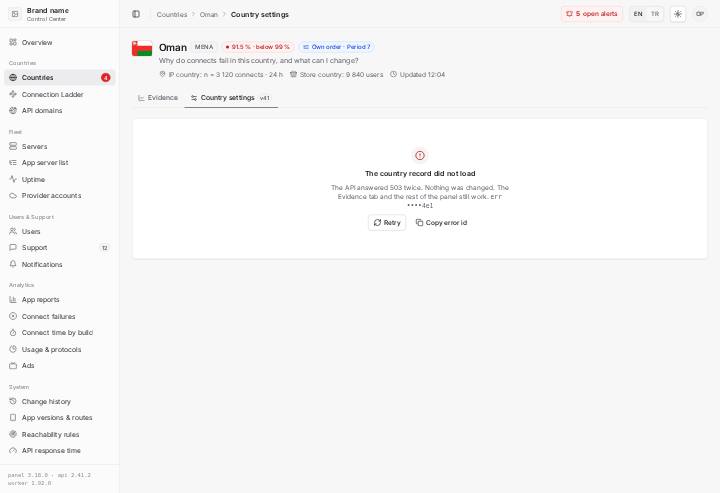 Brand name
Control Center
Overview
Countries
Countries 4
Connection Ladder
API domains
Fleet
Servers
App server list
Uptime
Provider accounts
Users & Support
Users
Support 12
Notifications
Analytics
App reports
Connect failures
Connect time by build
Usage & protocols
Ads
System
Change history
App versions & routes
Reachability rules
API response time
panel 3.18.0 · api 2.41.2
worker 1.92.0
Countries > Oman > Country settings
5 open alerts
EN TR
OP
Oman MENA 91.5 % · below 99 % Own order · Period 7
Why do connects fail in this country, and what can I change?
IP country: n = 3 120 connects · 24 h Store country: 9 840 users Updated 12:04
Evidence Country settings v41
The country record did not load
The API answered 503 twice. Nothing was changed. The
Evidence tab and the rest of the panel still work. err
••••4e1
Retry Copy error id